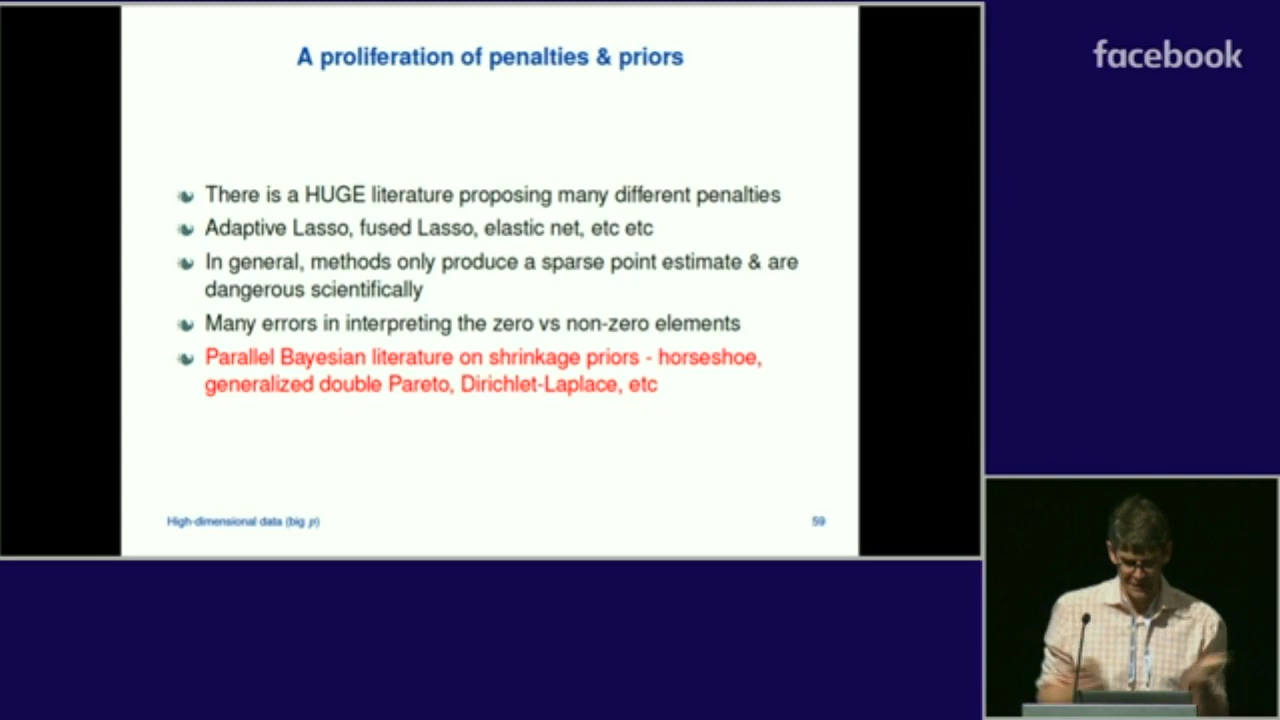 A proliferation of penalties & priors
facebook
There is a HUGE literature proposing many different penalties
Adaptive Lasso, fused Lasso, elastic net, etc etc
In general, methods only produce a sparse point estimate & are
dangerous scientifically
Many errors in interpreting the zero vs non-zero elements
Parallel Bayesian literature on shrinkage priors - horseshoe,
generalized double Pareto, Dirichlet-Laplace, etc
High-dimensional data (big p)
59